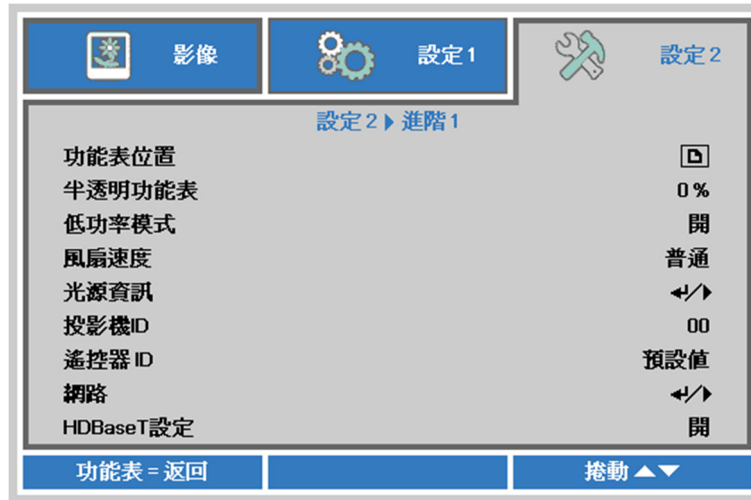 影像 設定1 設定2
設定2 ▶ 進階1
功能表位置
半透明功能表 0 %
低功率模式 開
風扇速度 普通
光源資訊 ↵/▶
投影機ID 00
遙控器 ID 預設值
網路 ↵/▶
HDBaseT設定 開
功能表 = 返回 捲動 ▲▼